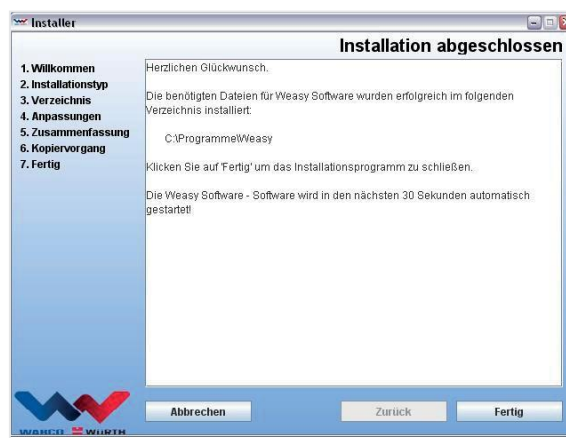 Installer
Installation abgeschlossen
1. Willkommen
2. Installationstyp
3. Verzeichnis
4. Anpassungen
5. Zusammenfassung
6. Kopiervorgang
7. Fertig
Herzlichen Glückwunsch.
Die benötigten Dateien für Weasy Software wurden erfolgreich im folgenden
Verzeichnis installiert:
C:\Programme\Weasy
Klicken Sie auf 'Fertig' um das Installationsprogramm zu schließen.
Die Weasy Software - Software wird in den nächsten 30 Sekunden automatisch
gestartet!
WABCO WÜRTH
Abbrechen
Zurück
Fertig